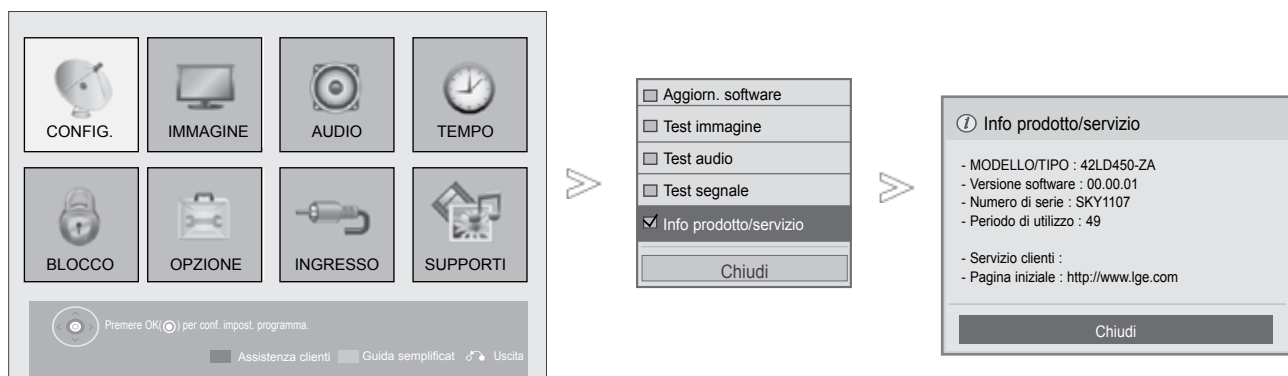 CONFIG. IMMAGINE AUDIO TEMPO
BLOCCO OPZIONE INGRESSO SUPPORTI
Premere OK(◉) per conf. impost. programma.
Assistenza clienti Guida semplificat Uscita
Aggiorn. software
Test immagine
Test audio
Test segnale
Info prodotto/servizio
Chiudi
i Info prodotto/servizio
- MODELLO/TIPO : 42LD450-ZA
- Versione software : 00.00.01
- Numero di serie : SKY1107
- Periodo di utilizzo : 49
- Servizio clienti :
- Pagina iniziale : http://www.lge.com
Chiudi